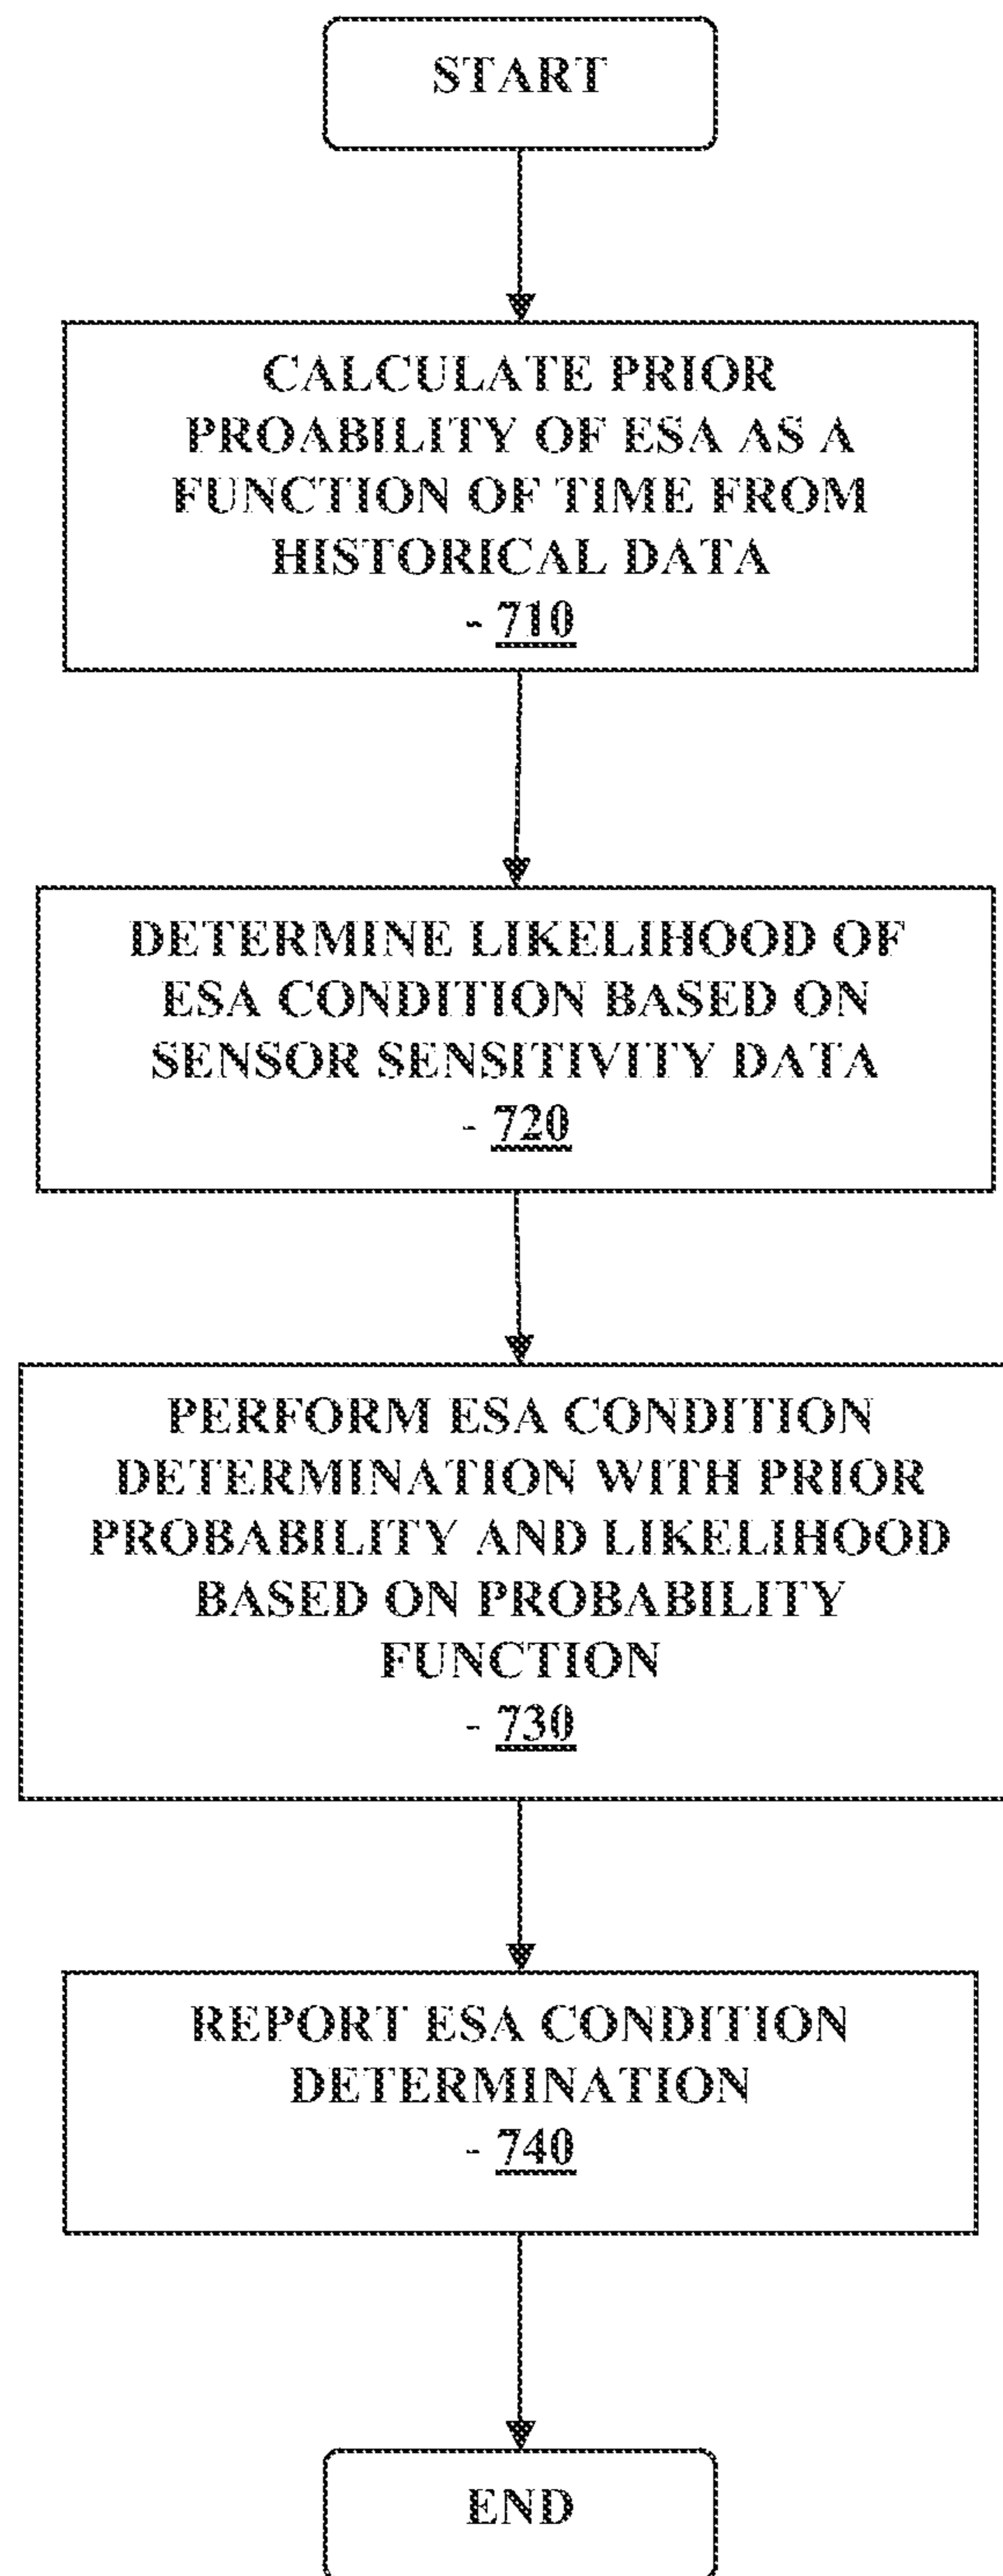 START
CALCULATE PRIOR
PROABILITY OF ESA AS A
FUNCTION OF TIME FROM
HISTORICAL DATA
- 710
DETERMINE LIKELIHOOD OF
ESA CONDITION BASED ON
SENSOR SENSITIVITY DATA
- 720
PERFORM ESA CONDITION
DETERMINATION WITH PRIOR
PROBABILITY AND LIKELIHOOD
BASED ON PROBABILITY
FUNCTION
- 730
REPORT ESA CONDITION
DETERMINATION
- 740
END